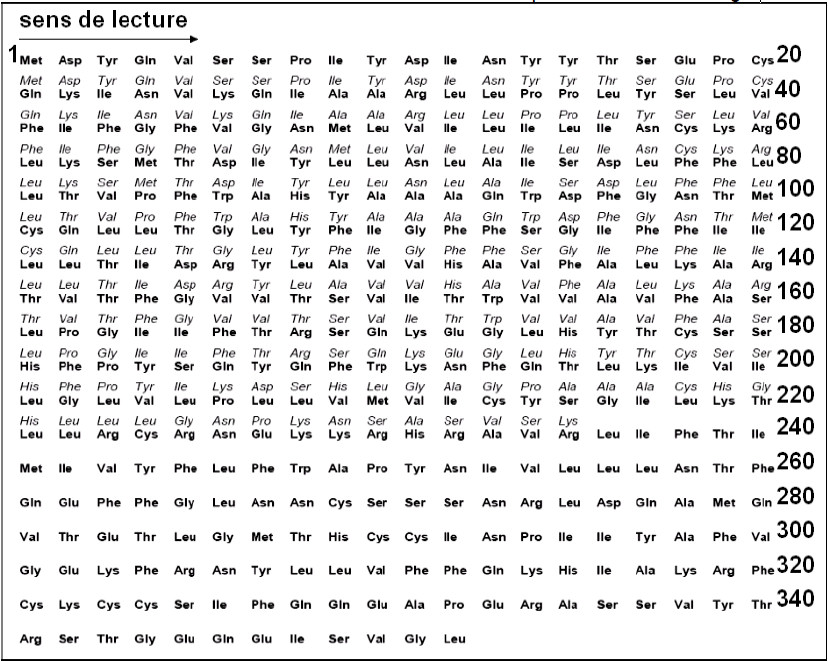 sens de lecture
1 Met Asp Tyr Gln Val Ser Ser Pro Ile Tyr Asp Ile Asn Tyr Tyr Thr Ser Glu Pro Cys 20
Met Asp Tyr Gln Val Ser Ser Pro Ile Tyr Asp Ile Asn Tyr Tyr Thr Ser Glu Pro Cys
Gln Lys Ile Asn Val Lys Gln Ile Ala Ala Arg Leu Leu Pro Pro Leu Tyr Ser Leu Val 40
Gln Lys Ile Asn Val Lys Gln Ile Ala Ala Arg Leu Leu Pro Pro Leu Tyr Ser Leu Val
Phe Ile Phe Gly Phe Val Gly Asn Met Leu Val Ile Leu Ile Leu Ile Asn Cys Lys Arg 60
Phe Ile Phe Gly Phe Val Gly Asn Met Leu Val Ile Leu Ile Leu Ile Asn Cys Lys Arg
Leu Lys Ser Met Thr Asp Ile Tyr Leu Leu Asn Leu Ala Ile Ser Asp Leu Phe Phe Leu 80
Leu Lys Ser Met Thr Asp Ile Tyr Leu Leu Asn Leu Ala Ile Ser Asp Leu Phe Phe Leu
Leu Thr Val Pro Phe Trp Ala His Tyr Ala Ala Ala Gln Trp Asp Phe Gly Asn Thr Met 100
Leu Thr Val Pro Phe Trp Ala His Tyr Ala Ala Ala Gln Trp Asp Phe Gly Asn Thr Met
Cys Gln Leu Leu Thr Gly Leu Tyr Phe Ile Gly Phe Phe Ser Gly Ile Phe Phe Ile Ile 120
Cys Gln Leu Leu Thr Gly Leu Tyr Phe Ile Gly Phe Phe Ser Gly Ile Phe Phe Ile Ile
Leu Leu Thr Ile Asp Arg Tyr Leu Ala Val Val His Ala Val Phe Ala Leu Lys Ala Arg 140
Leu Leu Thr Ile Asp Arg Tyr Leu Ala Val Val His Ala Val Phe Ala Leu Lys Ala Arg
Thr Val Thr Phe Gly Val Val Thr Ser Val Ile Thr Trp Val Val Ala Val Phe Ala Ser 160
Thr Val Thr Phe Gly Val Val Thr Ser Val Ile Thr Trp Val Val Ala Val Phe Ala Ser
Leu Pro Gly Ile Ile Phe Thr Arg Ser Gln Lys Glu Gly Leu His Tyr Thr Cys Ser Ser 180
Leu Pro Gly Ile Ile Phe Thr Arg Ser Gln Lys Glu Gly Leu His Tyr Thr Cys Ser Ser
His Phe Pro Tyr Ser Gln Tyr Gln Phe Trp Lys Asn Phe Gln Thr Leu Lys Ile Val Ile 200
His Phe Pro Tyr Ile Lys Asp Ser His Leu Gly Ala Gly Pro Ala Ala Ala Cys His Gly
Leu Gly Leu Val Leu Pro Leu Leu Val Met Val Ile Cys Tyr Ser Gly Ile Leu Lys Thr 220
His Leu Leu Leu Gly Asn Pro Lys Asn Ser Ala Ser Val Ser Lys
Leu Leu Arg Cys Arg Asn Glu Lys Lys Arg His Arg Ala Val Arg Leu Ile Phe Thr Ile 240
Met Ile Val Tyr Phe Leu Phe Trp Ala Pro Tyr Asn Ile Val Leu Leu Leu Asn Thr Phe 260
Gln Glu Phe Phe Gly Leu Asn Asn Cys Ser Ser Ser Asn Arg Leu Asp Gln Ala Met Gln 280
Val Thr Glu Thr Leu Gly Met Thr His Cys Cys Ile Asn Pro Ile Ile Tyr Ala Phe Val 300
Gly Glu Lys Phe Arg Asn Tyr Leu Leu Val Phe Phe Gln Lys His Ile Ala Lys Arg Phe 320
Cys Lys Cys Cys Ser Ile Phe Gln Gln Glu Ala Pro Glu Arg Ala Ser Ser Val Tyr Thr 340
Arg Ser Thr Gly Glu Gln Glu Ile Ser Val Gly Leu